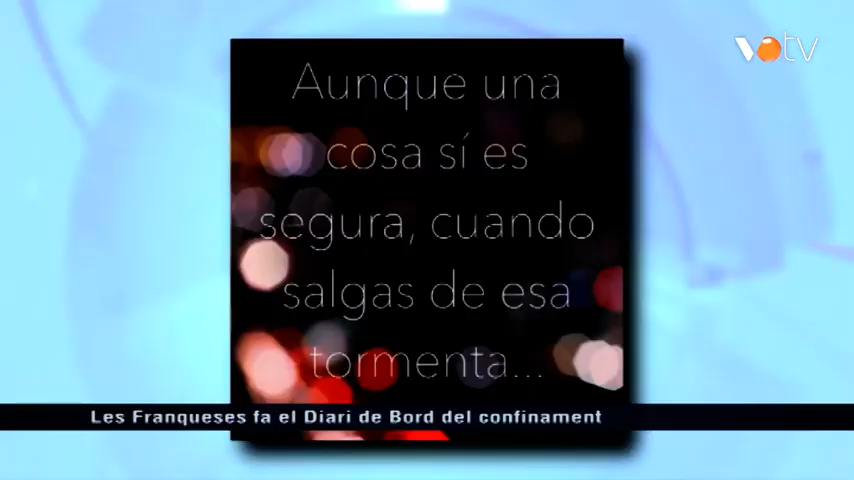 votv
Aunque una
cosa sí es
segura, cuando
salgas de esa
tormenta...
Les Franqueses fa el Diari de Bord del confinament